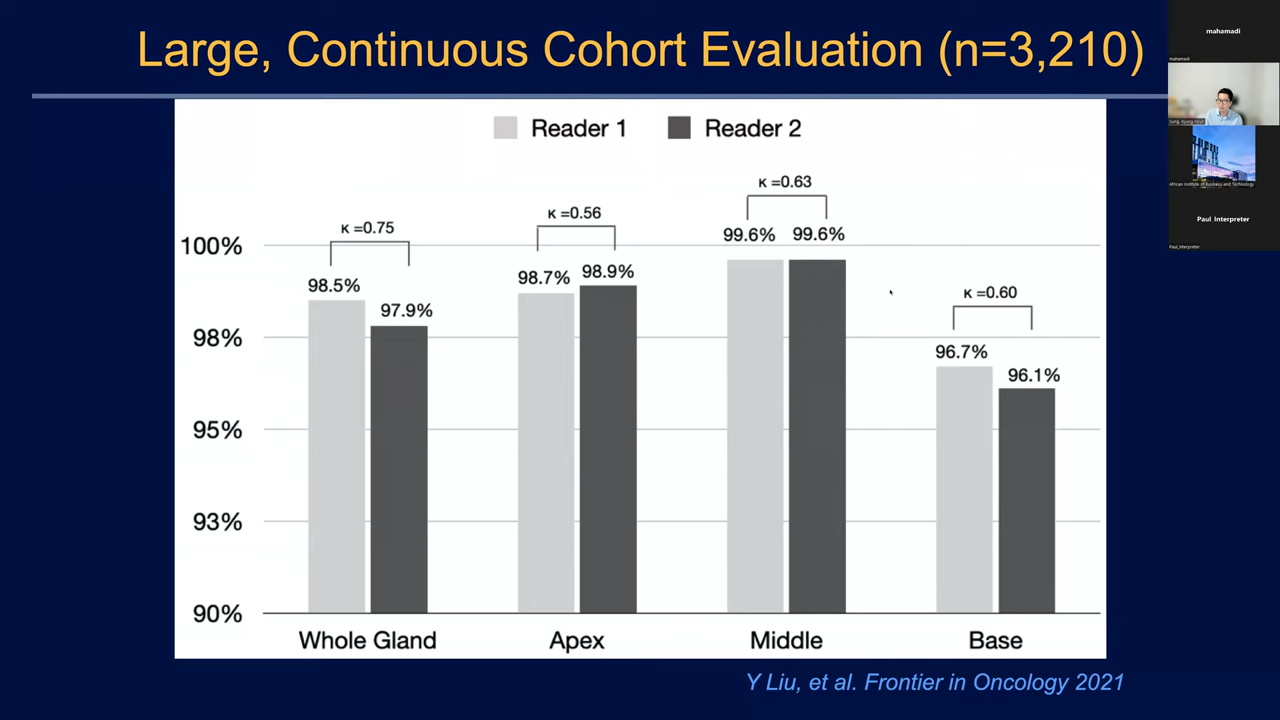 Large, Continuous Cohort Evaluation (n=3,210)
Reader 1
Reader 2
κ =0.75
κ =0.56
κ =0.63
κ =0.60
100%
98%
95%
93%
90%
98.5%
97.9%
98.7%
98.9%
99.6%
99.6%
96.7%
96.1%
Whole Gland
Apex
Middle
Base
Y Liu, et al. Frontier in Oncology 2021
mahamadi
mahamadi
African Institute of Business and Technology
Paul Interpreter
Paul_Interpreter